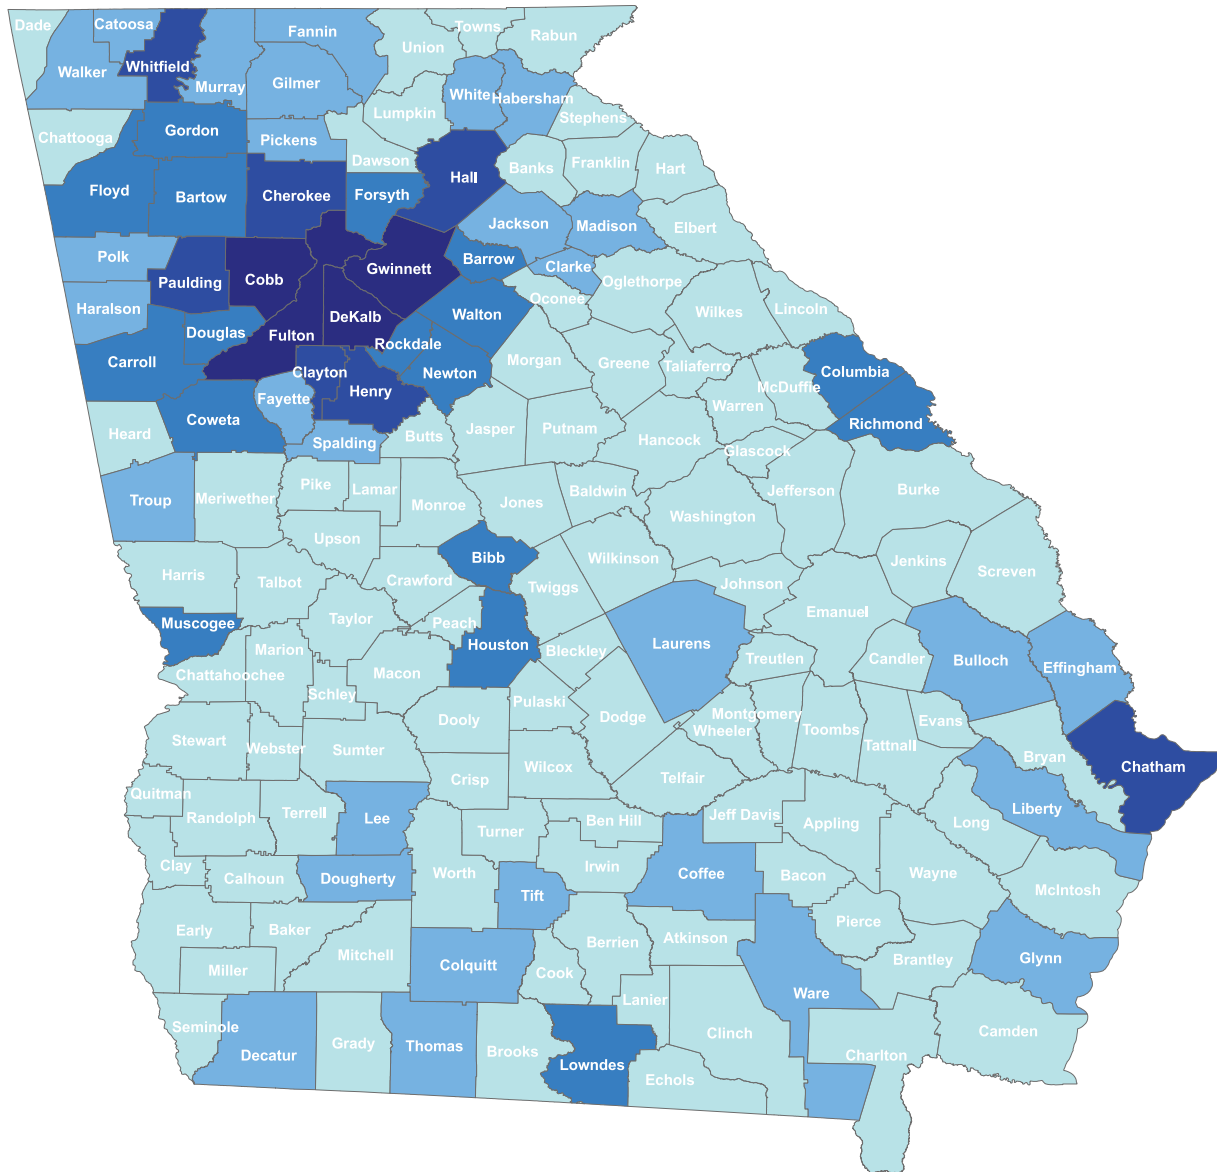 Dade
Catoosa
Fannin
Towns
Rabun
Union
Whitfield
Walker
Murray
Gilmer
White
Habersham
Lumpkin
Stephens
Chattooga
Gordon
Pickens
Dawson
Banks
Franklin
Hart
Hall
Floyd
Bartow
Cherokee
Forsyth
Jackson
Madison
Elbert
Polk
Cobb
Gwinnett
Barrow
Clarke
Paulding
Oglethorpe
Oconee
Haralson
DeKalb
Walton
Wilkes
Lincoln
Douglas
Fulton
Rockdale
Carroll
Clayton
Newton
Morgan
Greene
Taliaferro
Columbia
McDuffie
Henry
Fayette
Warren
Coweta
Richmond
Heard
Spalding
Butts
Jasper
Putnam
Hancock
Glascock
Troup
Meriwether
Pike
Lamar
Monroe
Jones
Baldwin
Jefferson
Burke
Washington
Upson
Bibb
Wilkinson
Jenkins
Screven
Harris
Talbot
Crawford
Twiggs
Johnson
Emanuel
Muscogee
Taylor
Peach
Houston
Laurens
Marion
Bleckley
Treutlen
Candler
Bulloch
Effingham
Chattahoochee
Macon
Schley
Pulaski
Dooly
Dodge
Montgomery
Wheeler
Toombs
Evans
Tattnall
Stewart
Webster
Sumter
Bryan
Chatham
Crisp
Wilcox
Telfair
Quitman
Randolph
Terrell
Lee
Turner
Ben Hill
Jeff Davis
Appling
Long
Liberty
Clay
Calhoun
Dougherty
Worth
Irwin
Coffee
Bacon
Wayne
McIntosh
Tift
Early
Baker
Mitchell
Berrien
Atkinson
Pierce
Brantley
Glynn
Miller
Colquitt
Cook
Lanier
Ware
Seminole
Decatur
Grady
Thomas
Brooks
Lowndes
Clinch
Charlton
Camden
Echols